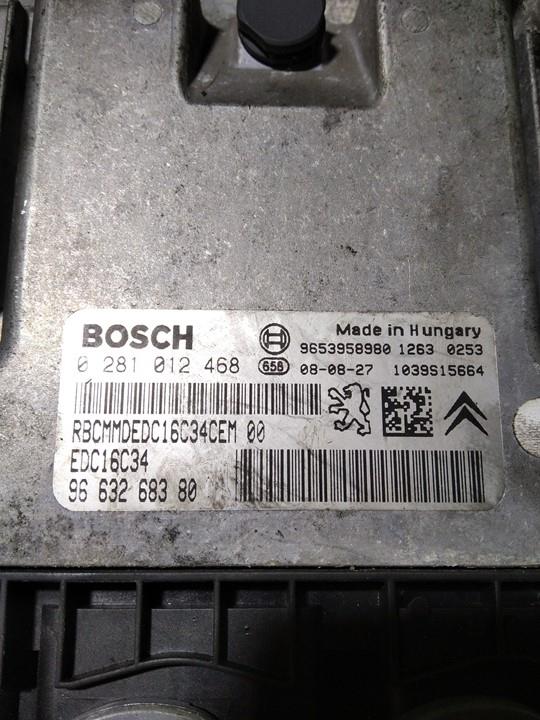 BOSCH
Made in Hungary
9653958980 1263 0253
0 281 012 468 658 08-08-27 1039S15664
RBCMMDEDC16C34CEM 00
EDC16C34
96 632 683 80